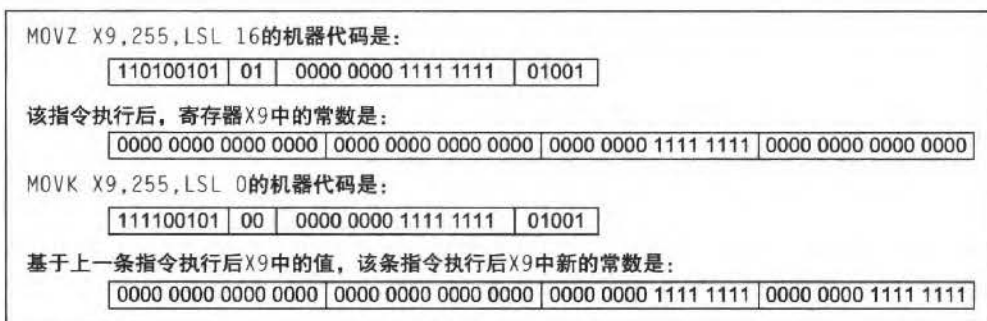 MOVZ X9,255,LSL 16的机器代码是：
110100101 01 0000 0000 1111 1111 01001
该指令执行后，寄存器X9中的常数是：
0000 0000 0000 0000 0000 0000 0000 0000 0000 0000 1111 1111 0000 0000 0000 0000
MOVK X9,255,LSL 0的机器代码是：
111100101 00 0000 0000 1111 1111 01001
基于上一条指令执行后X9中的值，该条指令执行后X9中新的常数是：
0000 0000 0000 0000 0000 0000 0000 0000 0000 0000 1111 1111 0000 0000 1111 1111